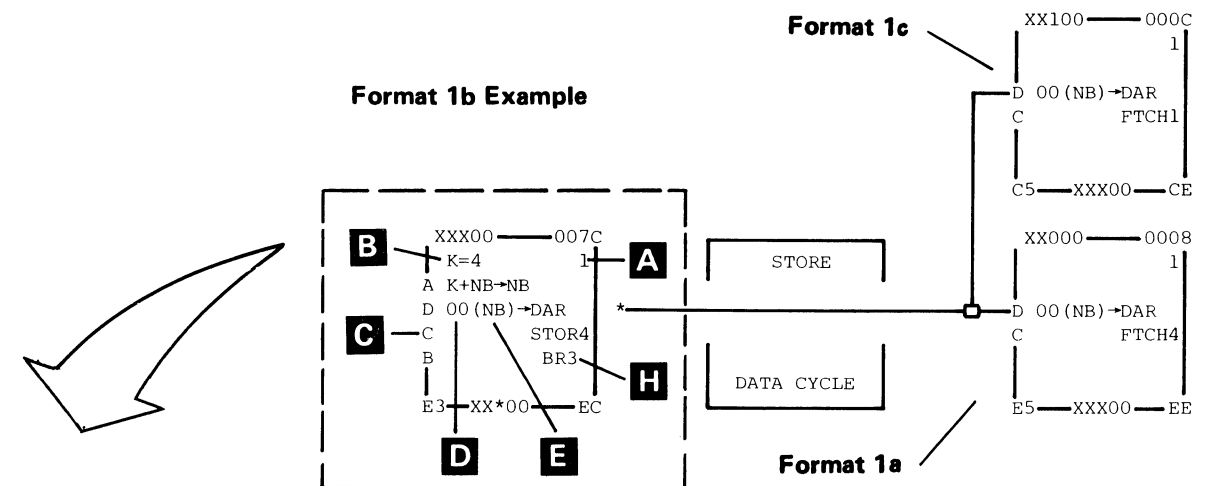 Format 1c
XX100 000C
1
D 00(NB)→DAR
C FTCH1
C5 XXX00 CE
Format 1b Example
XXX00 007C
B K=4 1 A
A K+NB→NB
D 00(NB)→DAR *
C C STOR4
B BR3
H
E3 XX*00 EC
D E
STORE
DATA CYCLE
XX000 0008
1
D 00(NB)→DAR
C FTCH4
E5 XXX00 EE
Format 1a